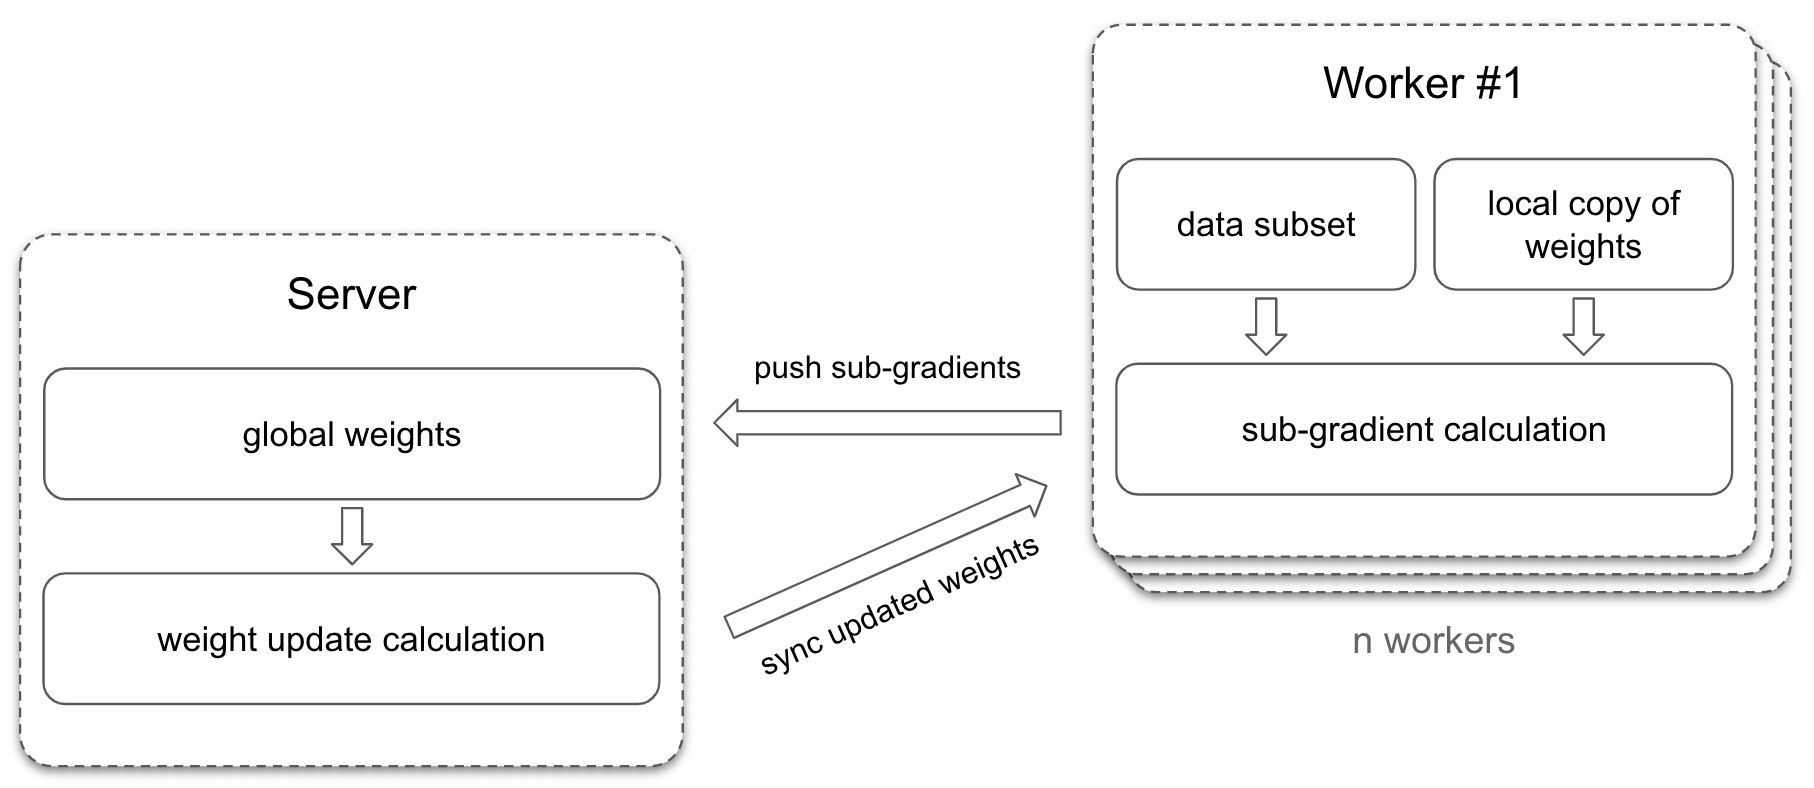 Worker #1
data subset
local copy of
weights
sub-gradient calculation
n workers
push sub-gradients
sync updated weights
Server
global weights
weight update calculation